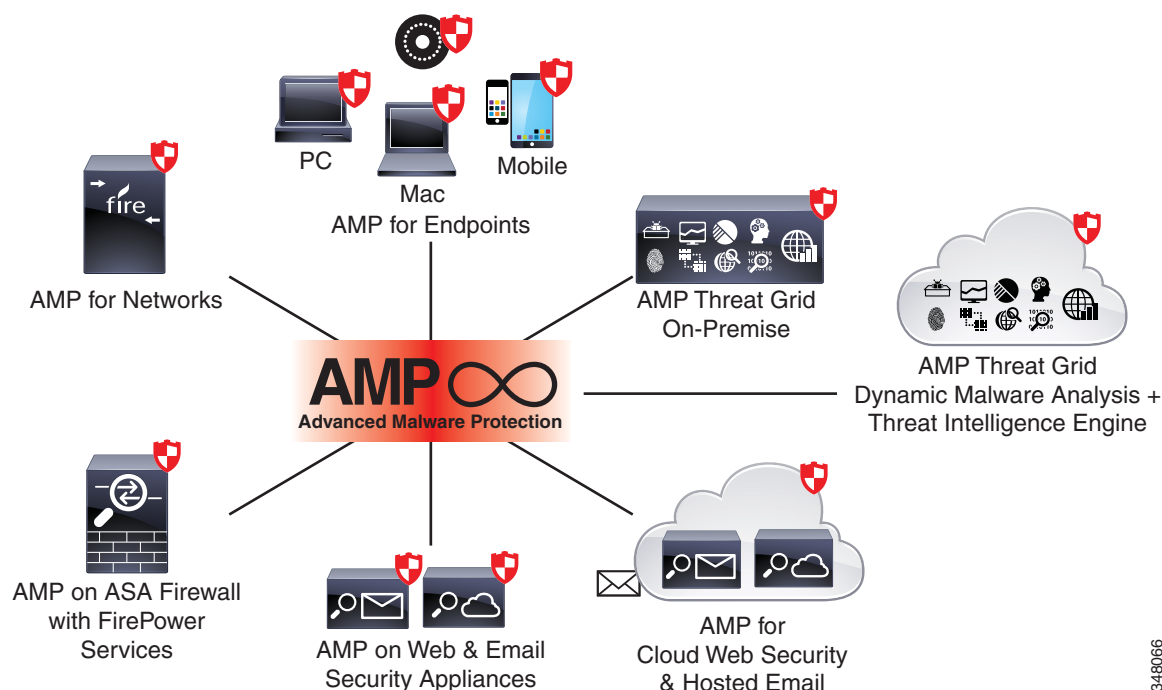 PC
Mac
Mobile
AMP for Endpoints
fire
AMP for Networks
AMP Threat Grid
On-Premise
AMP Threat Grid
Dynamic Malware Analysis +
Threat Intelligence Engine
AMP
Advanced Malware Protection
AMP on ASA Firewall
with FirePower
Services
AMP on Web & Email
Security Appliances
AMP for
Cloud Web Security
& Hosted Email
348066